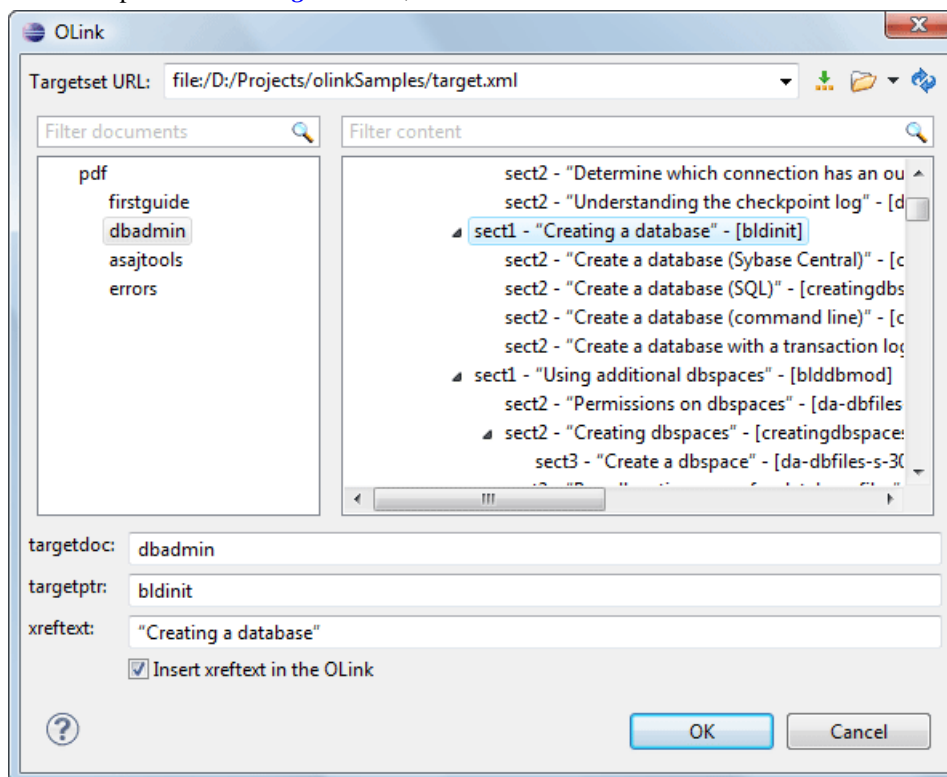 OLink
Targetset URL: file:/D:/Projects/olinkSamples/target.xml
Filter documents
Filter content
pdf
firstguide
dbadmin
asajtools
errors
sect2 - "Determine which connection has an ou
sect2 - "Understanding the checkpoint log" - [d
sect1 - "Creating a database" - [bldinit]
sect2 - "Create a database (Sybase Central)" - [c
sect2 - "Create a database (SQL)" - [creatingdbs
sect2 - "Create a database (command line)" - [c
sect2 - "Create a database with a transaction log
sect1 - "Using additional dbspaces" - [blddbmod]
sect2 - "Permissions on dbspaces" - [da-dbfiles
sect2 - "Creating dbspaces" - [creatingdbspaces
sect3 - "Create a dbspace" - [da-dbfiles-s-30
targetdoc: dbadmin
targetptr: bldinit
xreftext: "Creating a database"
Insert xreftext in the OLink
OK
Cancel